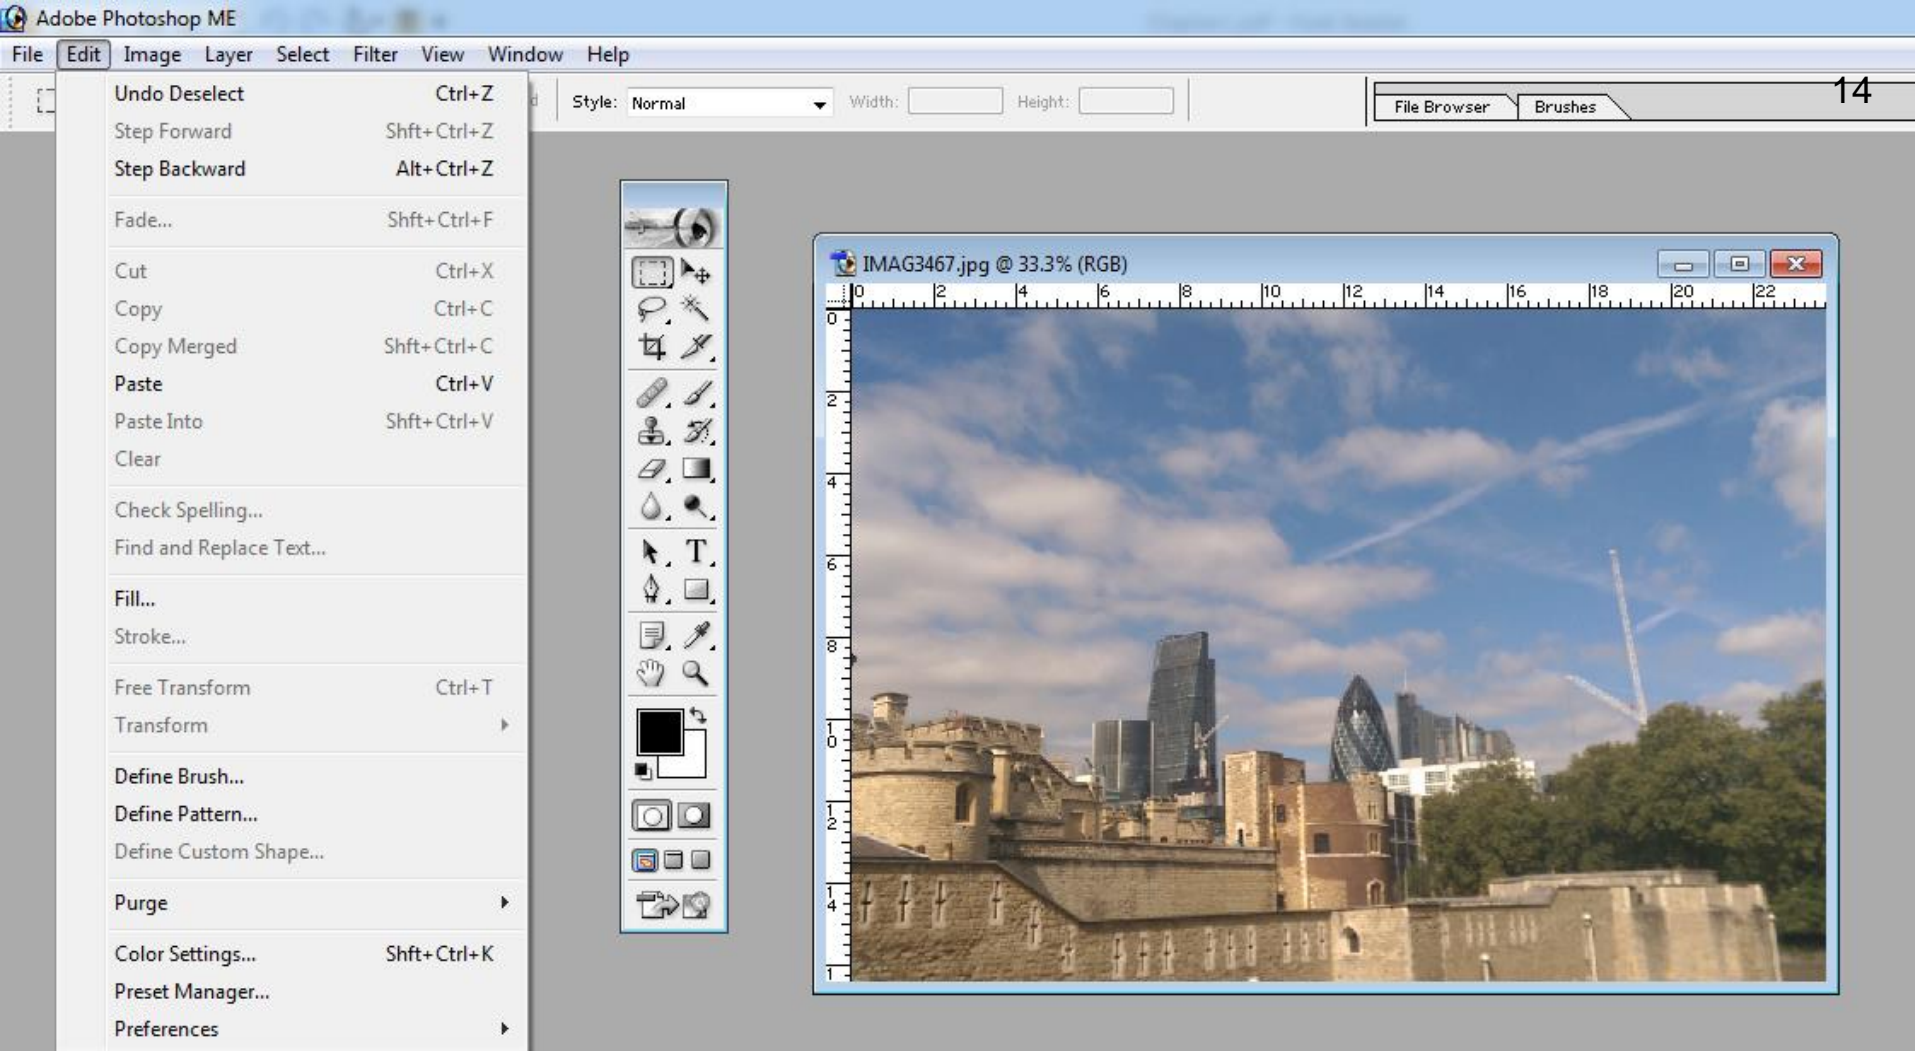 Adobe Photoshop ME
File Edit Image Layer Select Filter View Window Help
Style: Normal Width: Height:
File Browser Brushes
14
Undo Deselect Ctrl+Z
Step Forward Shft+Ctrl+Z
Step Backward Alt+Ctrl+Z
Fade... Shft+Ctrl+F
Cut Ctrl+X
Copy Ctrl+C
Copy Merged Shft+Ctrl+C
Paste Ctrl+V
Paste Into Shft+Ctrl+V
Clear
Check Spelling...
Find and Replace Text...
Fill...
Stroke...
Free Transform Ctrl+T
Transform
Define Brush...
Define Pattern...
Define Custom Shape...
Purge
Color Settings... Shft+Ctrl+K
Preset Manager...
Preferences
T
IMAG3467.jpg @ 33.3% (RGB)
0 2 4 6 8 10 12 14 16 18 20 22
0
2
4
6
8
10
12
14
1